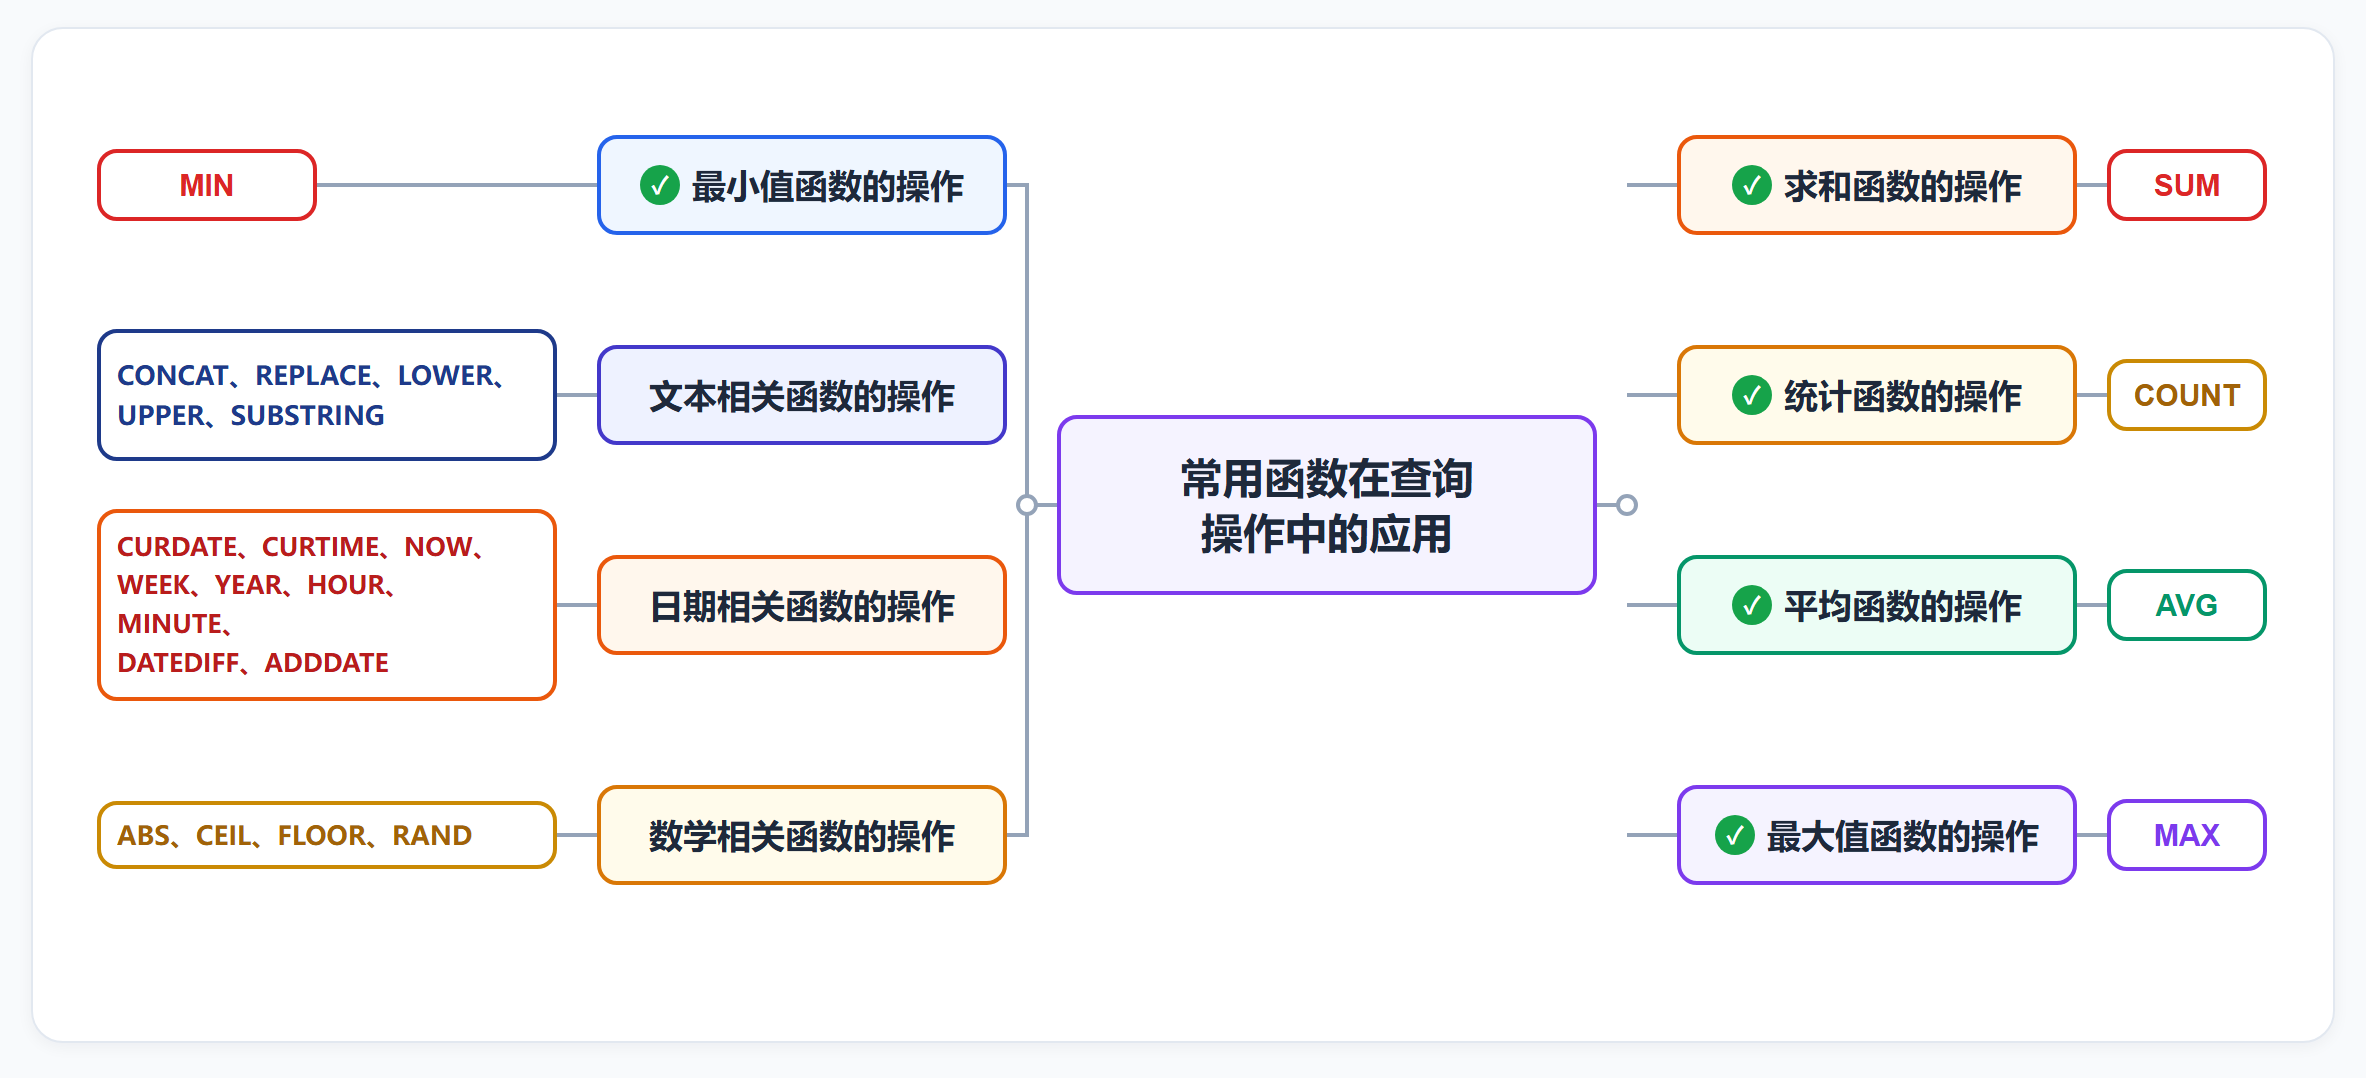 MIN
✓ 最小值函数的操作
CONCAT、REPLACE、LOWER、
UPPER、SUBSTRING
文本相关函数的操作
CURDATE、CURTIME、NOW、
WEEK、YEAR、HOUR、
MINUTE、
DATEDIFF、ADDDATE
日期相关函数的操作
ABS、CEIL、FLOOR、RAND
数学相关函数的操作
常用函数在查询
操作中的应用
✓ 求和函数的操作
SUM
✓ 统计函数的操作
COUNT
✓ 平均函数的操作
AVG
✓ 最大值函数的操作
MAX